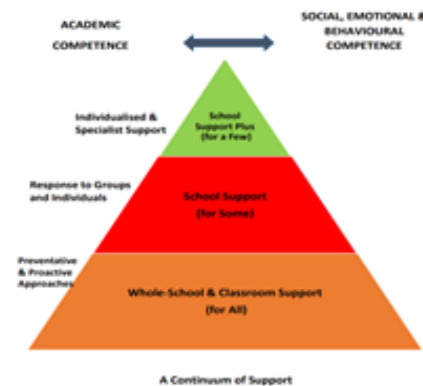 ACADEMIC
COMPETENCE
SOCIAL, EMOTIONAL &
BEHAVIOURAL
COMPETENCE
Individualised &
Specialist Support
School
Support Plus
(for a Few)
Response to Groups
and Individuals
School Support
(for Some)
Preventative
& Proactive
Approaches
Whole-School & Classroom Support
(for All)
A Continuum of Support